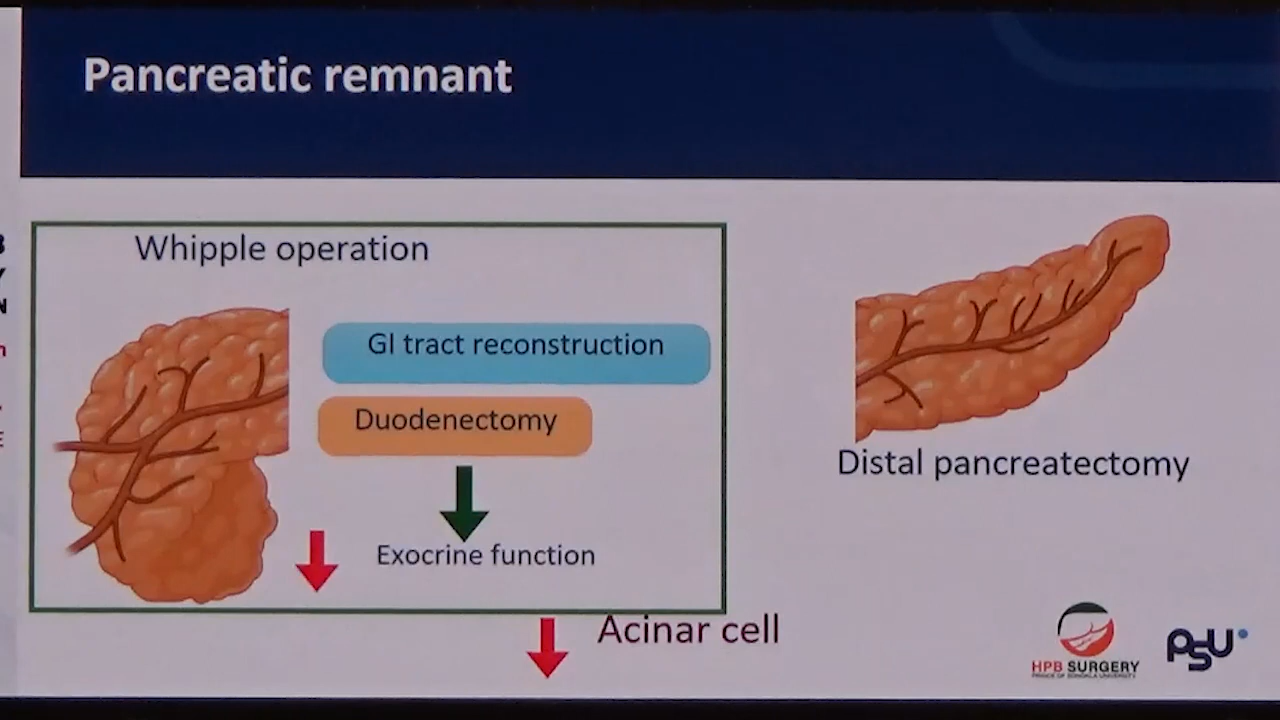 Pancreatic remnant
Whipple operation
GI tract reconstruction
Duodenectomy
Exocrine function
Acinar cell
Distal pancreatectomy
HPB SURGERY
PRINCE OF SONGKLA UNIVERSITY
PSU